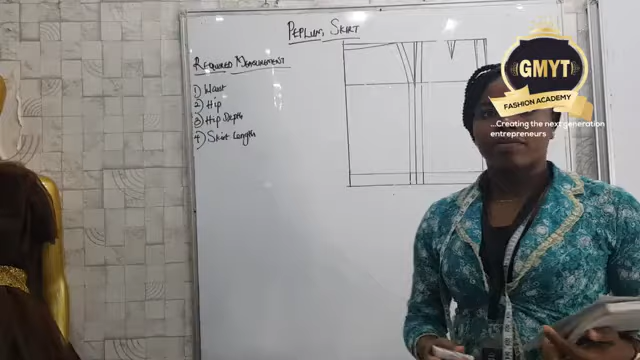 PEPLUM SKIRT
REQUIRED MEASUREMENT
1) Waist
2) Hip
3) Hip Depth
4) Skirt Length
GMYT
FASHION ACADEMY
...Creating the next generation
entrepreneurs